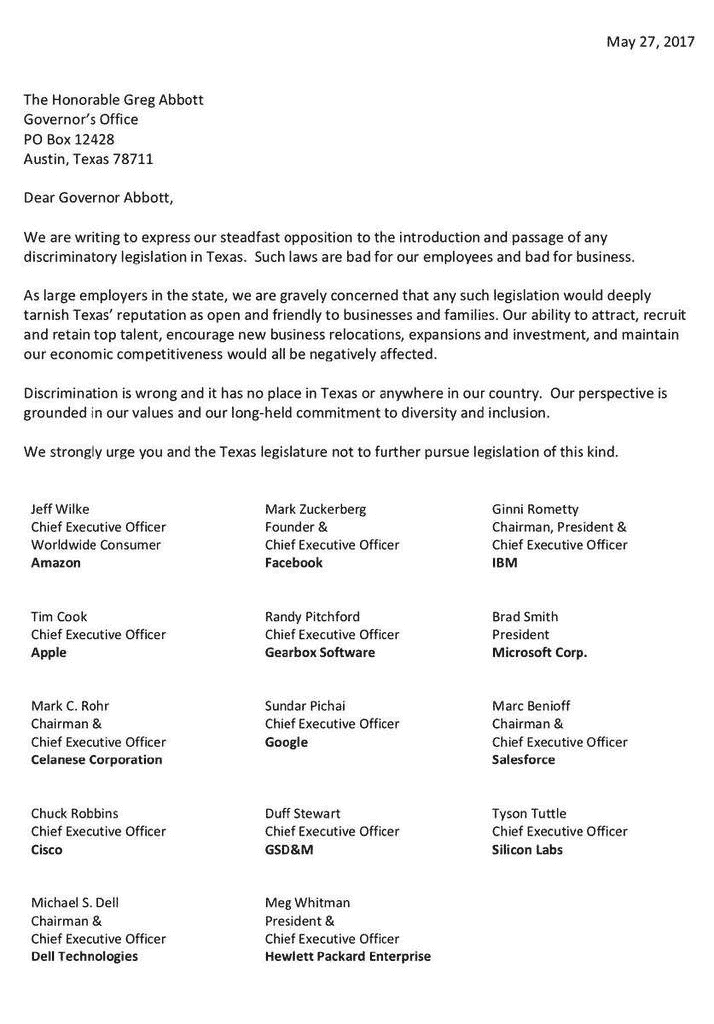 May 27, 2017
The Honorable Greg Abbott
Governor's Office
PO Box 12428
Austin, Texas 78711
Dear Governor Abbott,
We are writing to express our steadfast opposition to the introduction and passage of any
discriminatory legislation in Texas.  Such laws are bad for our employees and bad for business.
As large employers in the state, we are gravely concerned that any such legislation would deeply
tarnish Texas' reputation as open and friendly to businesses and families. Our ability to attract, recruit
and retain top talent, encourage new business relocations, expansions and investment, and maintain
our economic competitiveness would all be negatively affected.
Discrimination is wrong and it has no place in Texas or anywhere in our country.  Our perspective is
grounded in our values and our long-held commitment to diversity and inclusion.
We strongly urge you and the Texas legislature not to further pursue legislation of this kind.
Jeff Wilke
Chief Executive Officer
Worldwide Consumer
Amazon
Mark Zuckerberg
Founder &
Chief Executive Officer
Facebook
Ginni Rometty
Chairman, President &
Chief Executive Officer
IBM
Tim Cook
Chief Executive Officer
Apple
Randy Pitchford
Chief Executive Officer
Gearbox Software
Brad Smith
President
Microsoft Corp.
Mark C. Rohr
Chairman &
Chief Executive Officer
Celanese Corporation
Sundar Pichai
Chief Executive Officer
Google
Marc Benioff
Chairman &
Chief Executive Officer
Salesforce
Chuck Robbins
Chief Executive Officer
Cisco
Duff Stewart
Chief Executive Officer
GSD&M
Tyson Tuttle
Chief Executive Officer
Silicon Labs
Michael S. Dell
Chairman &
Chief Executive Officer
Dell Technologies
Meg Whitman
President &
Chief Executive Officer
Hewlett Packard Enterprise